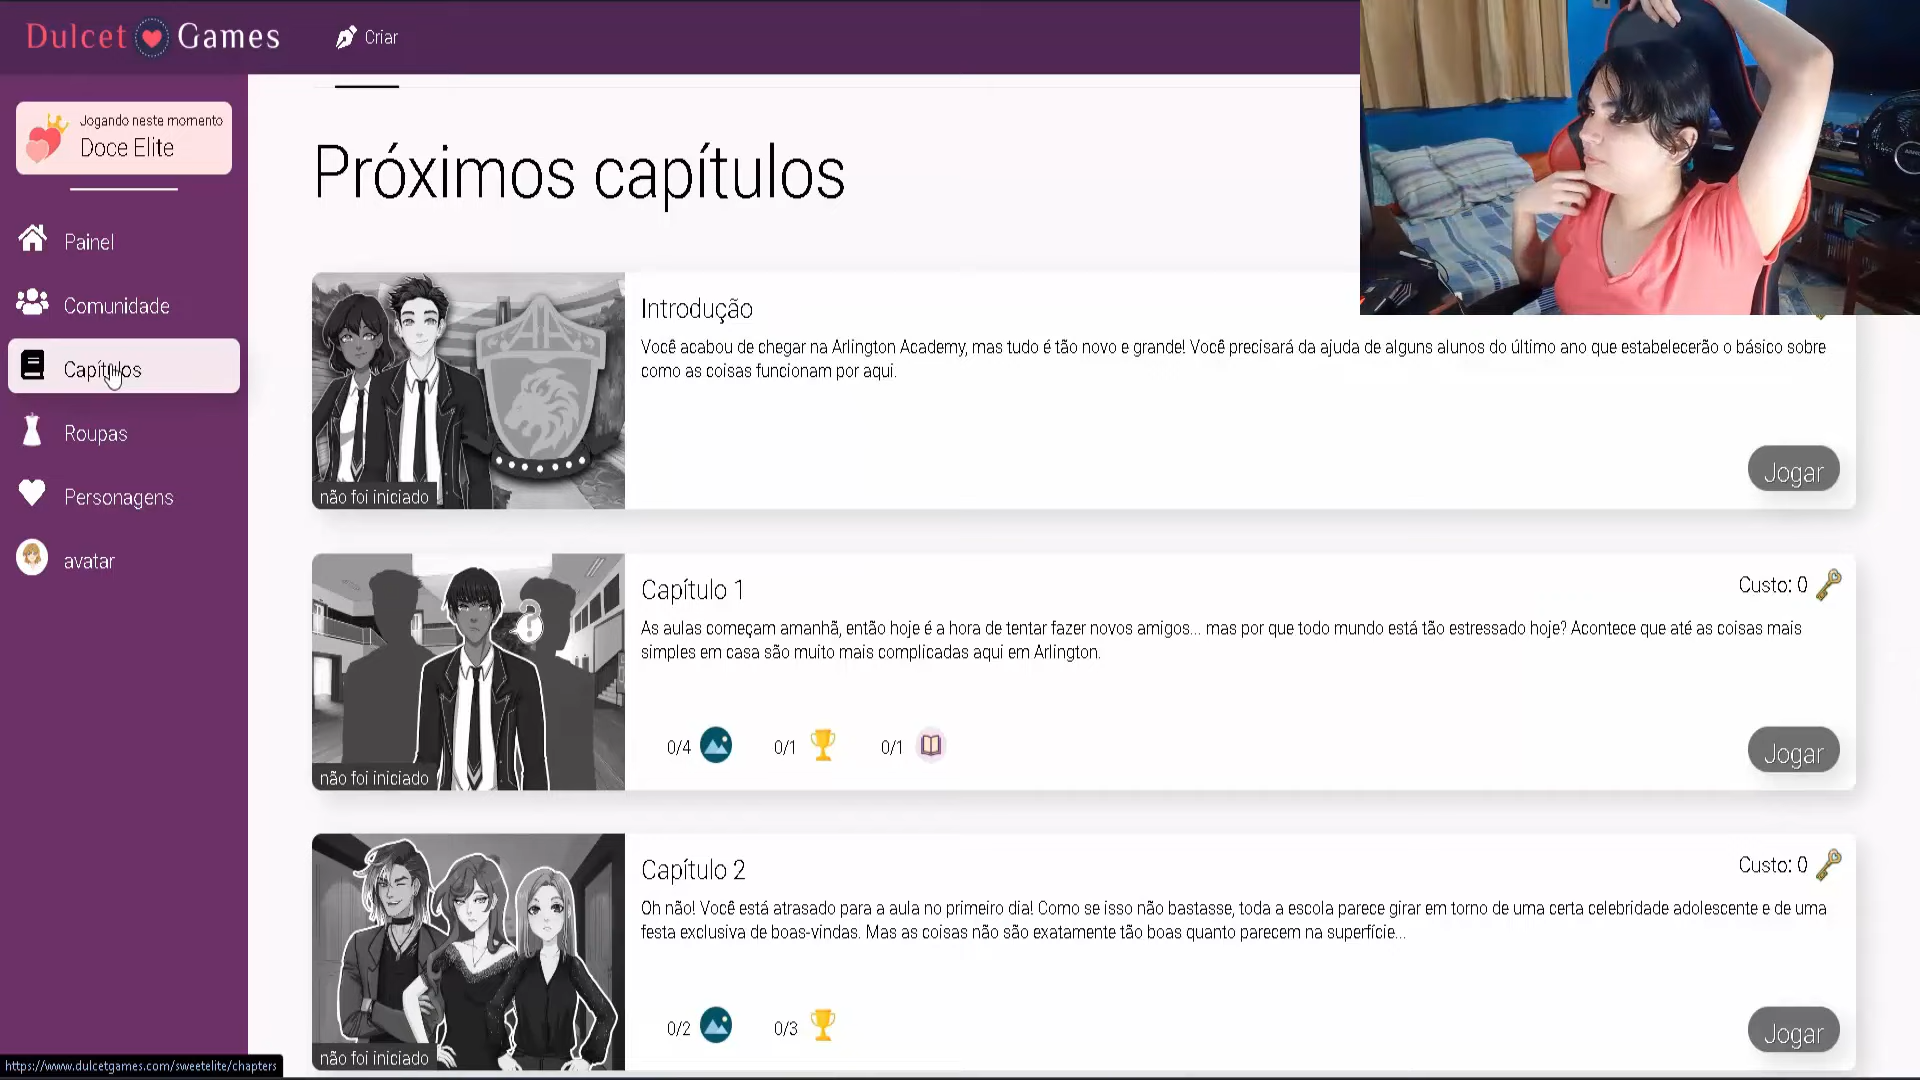 Dulcet Games
Criar
Jogando neste momento
Doce Elite
Painel
Comunidade
Capítulos
Roupas
Personagens
avatar
Próximos capítulos
Introdução
Você acabou de chegar na Arlington Academy, mas tudo é tão novo e grande! Você precisará da ajuda de alguns alunos do último ano que estabelecerão o básico sobre
como as coisas funcionam por aqui.
não foi iniciado
Jogar
Capítulo 1
Custo: 0
As aulas começam amanhã, então hoje é a hora de tentar fazer novos amigos... mas por que todo mundo está tão estressado hoje? Acontece que até as coisas mais
simples em casa são muito mais complicadas aqui em Arlington.
0/4
0/1
0/1
não foi iniciado
Jogar
Capítulo 2
Custo: 0
Oh não! Você está atrasado para a aula no primeiro dia! Como se isso não bastasse, toda a escola parece girar em torno de uma certa celebridade adolescente e de uma
festa exclusiva de boas-vindas. Mas as coisas não são exatamente tão boas quanto parecem na superfície...
0/2
0/3
não foi iniciado
Jogar
https://www.dulcetgames.com/sweetelite/chapters